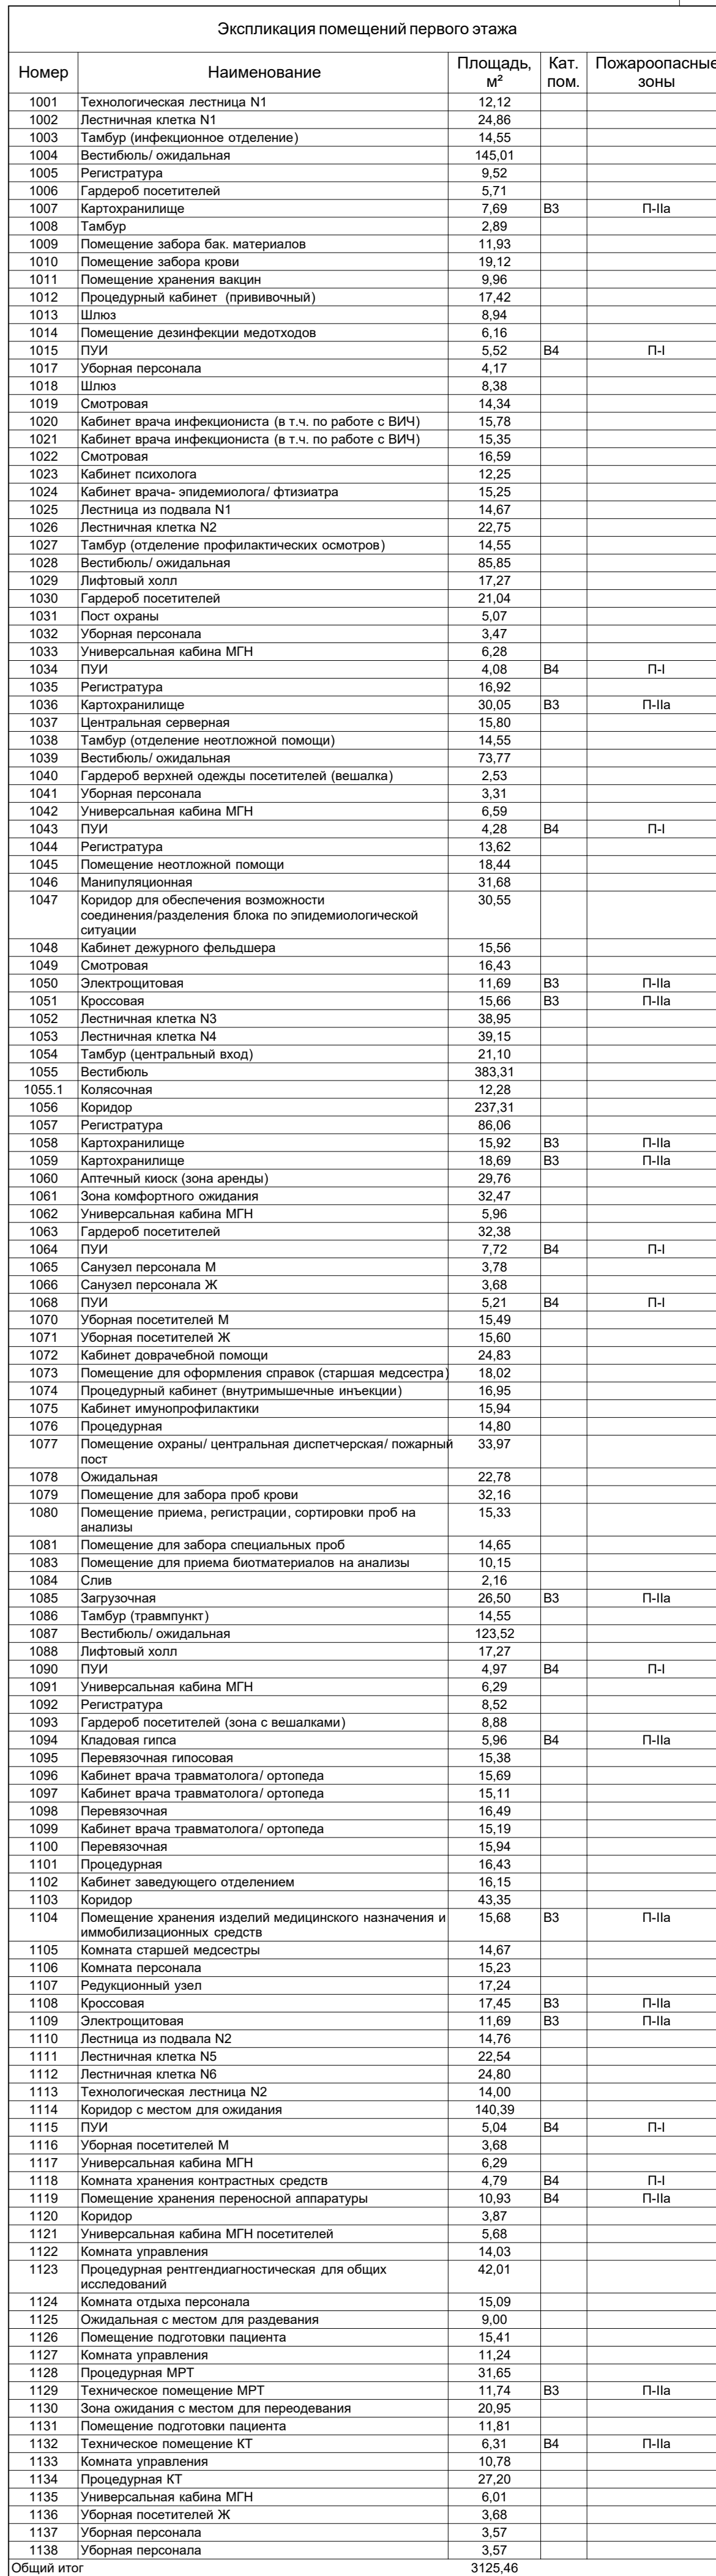 Экспликация помещений первого этажа
Номер Наименование Площадь, м² Кат. пом. Пожароопасные зоны
1001 Технологическая лестница N1 12,12
1002 Лестничная клетка N1 24,86
1003 Тамбур (инфекционное отделение) 14,55
1004 Вестибюль/ ожидальная 145,01
1005 Регистратура 9,52
1006 Гардероб посетителей 5,71
1007 Картохранилище 7,69 В3 П-IIа
1008 Тамбур 2,89
1009 Помещение забора бак. материалов 11,93
1010 Помещение забора крови 19,12
1011 Помещение хранения вакцин 9,96
1012 Процедурный кабинет (прививочный) 17,42
1013 Шлюз 8,94
1014 Помещение дезинфекции медотходов 6,16
1015 ПУИ 5,52 В4 П-I
1017 Уборная персонала 4,17
1018 Шлюз 8,38
1019 Смотровая 14,34
1020 Кабинет врача инфекциониста (в т.ч. по работе с ВИЧ) 15,78
1021 Кабинет врача инфекциониста (в т.ч. по работе с ВИЧ) 15,35
1022 Смотровая 16,59
1023 Кабинет психолога 12,25
1024 Кабинет врача- эпидемиолога/ фтизиатра 15,25
1025 Лестница из подвала N1 14,67
1026 Лестничная клетка N2 22,75
1027 Тамбур (отделение профилактических осмотров) 14,55
1028 Вестибюль/ ожидальная 85,85
1029 Лифтовый холл 17,27
1030 Гардероб посетителей 21,04
1031 Пост охраны 5,07
1032 Уборная персонала 3,47
1033 Универсальная кабина МГН 6,28
1034 ПУИ 4,08 В4 П-I
1035 Регистратура 16,92
1036 Картохранилище 30,05 В3 П-IIа
1037 Центральная серверная 15,80
1038 Тамбур (отделение неотложной помощи) 14,55
1039 Вестибюль/ ожидальная 73,77
1040 Гардероб верхней одежды посетителей (вешалка) 2,53
1041 Уборная персонала 3,31
1042 Универсальная кабина МГН 6,59
1043 ПУИ 4,28 В4 П-I
1044 Регистратура 13,62
1045 Помещение неотложной помощи 18,44
1046 Манипуляционная 31,68
1047 Коридор для обеспечения возможности 30,55
соединения/разделения блока по эпидемиологической
ситуации
1048 Кабинет дежурного фельдшера 15,56
1049 Смотровая 16,43
1050 Электрощитовая 11,69 В3 П-IIа
1051 Кроссовая 15,66 В3 П-IIа
1052 Лестничная клетка N3 38,95
1053 Лестничная клетка N4 39,15
1054 Тамбур (центральный вход) 21,10
1055 Вестибюль 383,31
1055.1 Колясочная 12,28
1056 Коридор 237,31
1057 Регистратура 86,06
1058 Картохранилище 15,92 В3 П-IIа
1059 Картохранилище 18,69 В3 П-IIа
1060 Аптечный киоск (зона аренды) 29,76
1061 Зона комфортного ожидания 32,47
1062 Универсальная кабина МГН 5,96
1063 Гардероб посетителей 32,38
1064 ПУИ 7,72 В4 П-I
1065 Санузел персонала М 3,78
1066 Санузел персонала Ж 3,68
1068 ПУИ 5,21 В4 П-I
1070 Уборная посетителей М 15,49
1071 Уборная посетителей Ж 15,60
1072 Кабинет доврачебной помощи 24,83
1073 Помещение для оформления справок (старшая медсестра) 18,02
1074 Процедурный кабинет (внутримышечные инъекции) 16,95
1075 Кабинет имунопрофилактики 15,94
1076 Процедурная 14,80
1077 Помещение охраны/ центральная диспетчерская/ пожарный 33,97
пост
1078 Ожидальная 22,78
1079 Помещение для забора проб крови 32,16
1080 Помещение приема, регистрации, сортировки проб на 15,33
анализы
1081 Помещение для забора специальных проб 14,65
1083 Помещение для приема биотматериалов на анализы 10,15
1084 Слив 2,16
1085 Загрузочная 26,50 В3 П-IIа
1086 Тамбур (травмпункт) 14,55
1087 Вестибюль/ ожидальная 123,52
1088 Лифтовый холл 17,27
1090 ПУИ 4,97 В4 П-I
1091 Универсальная кабина МГН 6,29
1092 Регистратура 8,52
1093 Гардероб посетителей (зона с вешалками) 8,88
1094 Кладовая гипса 5,96 В4 П-IIа
1095 Перевязочная гипосовая 15,38
1096 Кабинет врача травматолога/ ортопеда 15,69
1097 Кабинет врача травматолога/ ортопеда 15,11
1098 Перевязочная 16,49
1099 Кабинет врача травматолога/ ортопеда 15,19
1100 Перевязочная 15,94
1101 Процедурная 16,43
1102 Кабинет заведующего отделением 16,15
1103 Коридор 43,35
1104 Помещение хранения изделий медицинского назначения и 15,68 В3 П-IIа
иммобилизационных средств
1105 Комната старшей медсестры 14,67
1106 Комната персонала 15,23
1107 Редукционный узел 17,24
1108 Кроссовая 17,45 В3 П-IIа
1109 Электрощитовая 11,69 В3 П-IIа
1110 Лестница из подвала N2 14,76
1111 Лестничная клетка N5 22,54
1112 Лестничная клетка N6 24,80
1113 Технологическая лестница N2 14,00
1114 Коридор с местом для ожидания 140,39
1115 ПУИ 5,04 В4 П-I
1116 Уборная посетителей М 3,68
1117 Универсальная кабина МГН 6,29
1118 Комната хранения контрастных средств 4,79 В4 П-I
1119 Помещение хранения переносной аппаратуры 10,93 В4 П-IIа
1120 Коридор 3,87
1121 Универсальная кабина МГН посетителей 5,68
1122 Комната управления 14,03
1123 Процедурная рентгендиагностическая для общих 42,01
исследований
1124 Комната отдыха персонала 15,09
1125 Ожидальная с местом для раздевания 9,00
1126 Помещение подготовки пациента 15,41
1127 Комната управления 11,24
1128 Процедурная МРТ 31,65
1129 Техническое помещение МРТ 11,74 В3 П-IIа
1130 Зона ожидания с местом для переодевания 20,95
1131 Помещение подготовки пациента 11,81
1132 Техническое помещение КТ 6,31 В4 П-IIа
1133 Комната управления 10,78
1134 Процедурная КТ 27,20
1135 Универсальная кабина МГН 6,01
1136 Уборная посетителей Ж 3,68
1137 Уборная персонала 3,57
1138 Уборная персонала 3,57
Общий итог 3125,46